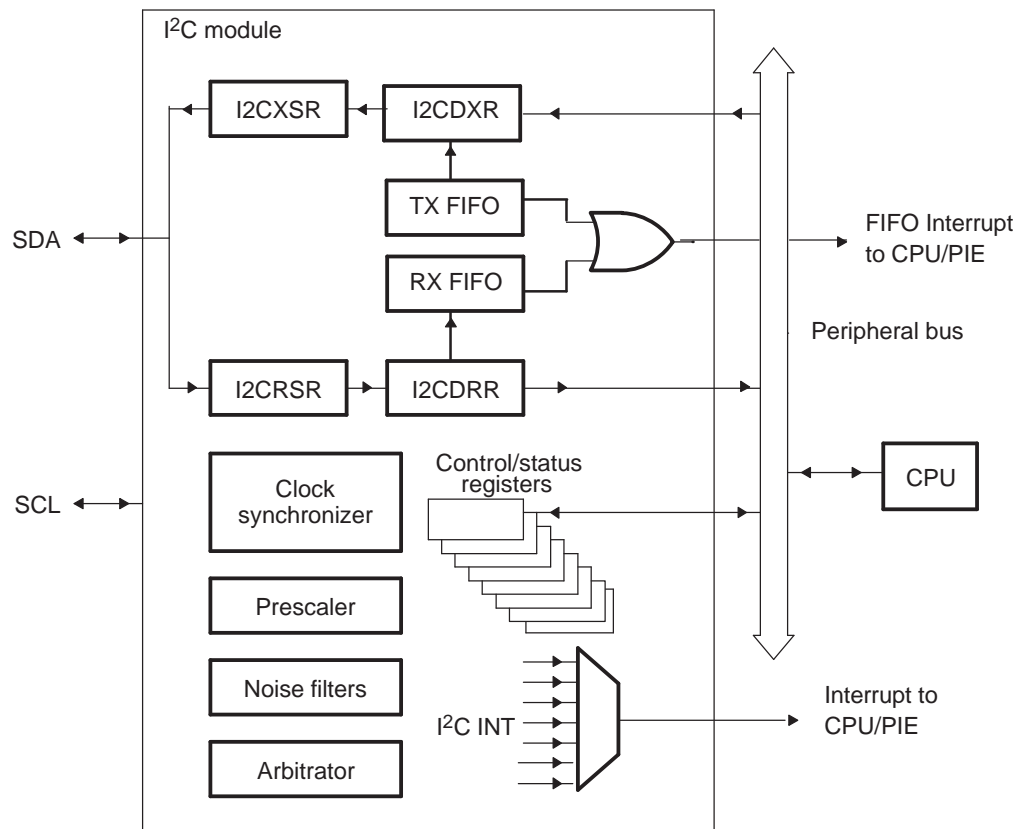 I²C module
I2CXSR
I2CDXR
TX FIFO
SDA
FIFO Interrupt
to CPU/PIE
RX FIFO
Peripheral bus
I2CRSR
I2CDRR
Control/status
registers
CPU
SCL
Clock
synchronizer
Prescaler
Noise filters
I²C INT
Interrupt to
CPU/PIE
Arbitrator